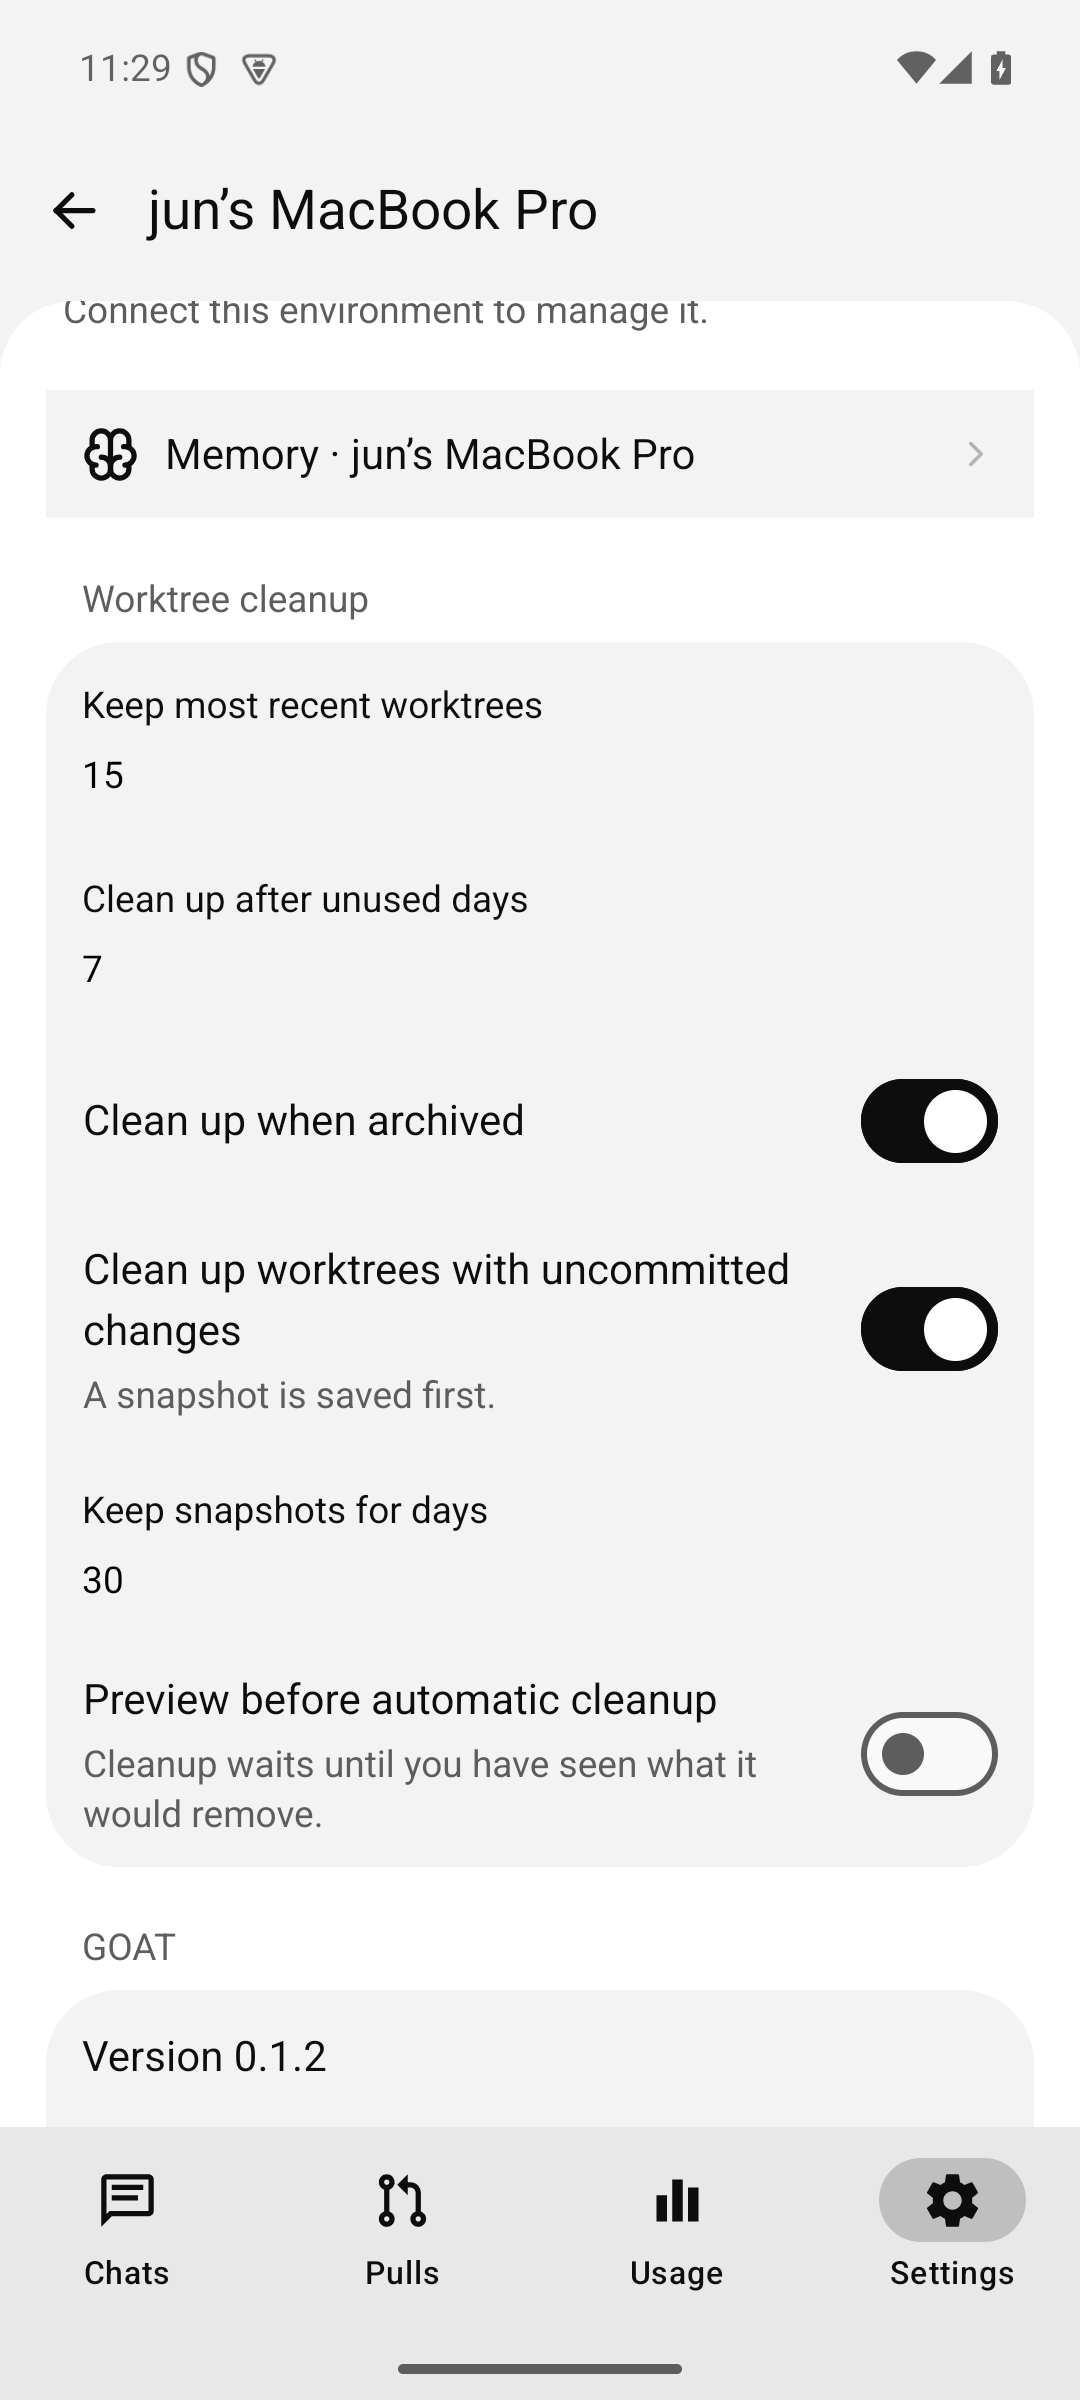 11:29
jun’s MacBook Pro
Connect this environment to manage it.
Memory · jun’s MacBook Pro
Worktree cleanup
Keep most recent worktrees
15
Clean up after unused days
7
Clean up when archived
Clean up worktrees with uncommitted
changes
A snapshot is saved first.
Keep snapshots for days
30
Preview before automatic cleanup
Cleanup waits until you have seen what it
would remove.
GOAT
Version 0.1.2
Chats
Pulls
Usage
Settings